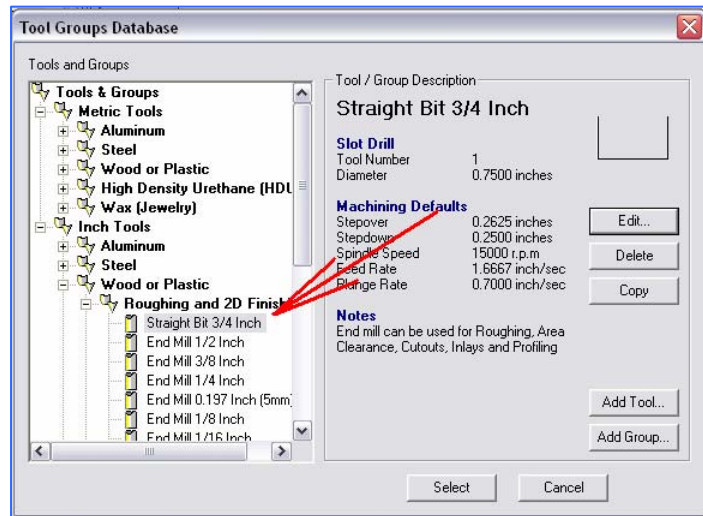 Tool Groups Database
Tools and Groups
Tools & Groups
Metric Tools
Aluminum
Steel
Wood or Plastic
High Density Urethane (HDU
Wax (Jewelry)
Inch Tools
Aluminum
Steel
Wood or Plastic
Roughing and 2D Finishi
Straight Bit 3/4 Inch
End Mill 1/2 Inch
End Mill 3/8 Inch
End Mill 1/4 Inch
End Mill 0.197 Inch (5mm)
End Mill 1/8 Inch
End Mill 1/16 Inch
Tool / Group Description
Straight Bit 3/4 Inch
Slot Drill
Tool Number 1
Diameter 0.7500 inches
Machining Defaults
Stepover 0.2625 inches
Stepdown 0.2500 inches
Spindle Speed 15000 r.p.m
Feed Rate 1.6667 inch/sec
Plunge Rate 0.7000 inch/sec
Notes
End mill can be used for Roughing, Area
Clearance, Cutouts, Inlays and Profiling
Edit...
Delete
Copy
Add Tool...
Add Group...
Select
Cancel